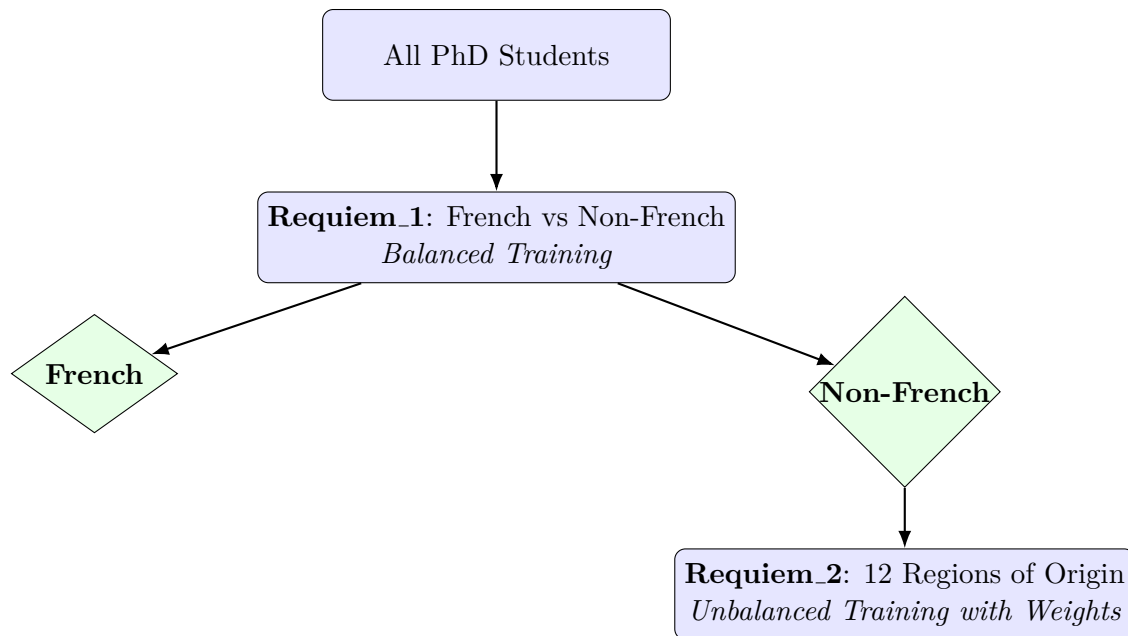 All PhD Students
Requiem_1: French vs Non-French
Balanced Training
French
Non-French
Requiem_2: 12 Regions of Origin
Unbalanced Training with Weights